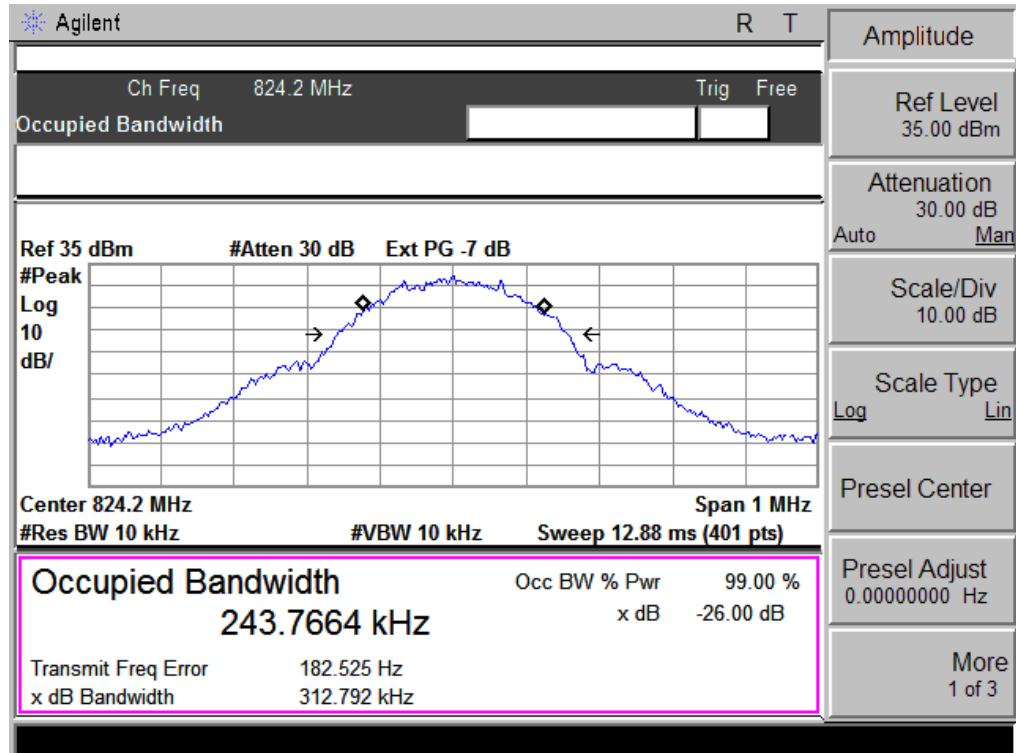 Agilent R T
Ch Freq 824.2 MHz Trig Free
Occupied Bandwidth
Ref 35 dBm #Atten 30 dB Ext PG -7 dB
#Peak
Log
10
dB/
Center 824.2 MHz Span 1 MHz
#Res BW 10 kHz #VBW 10 kHz Sweep 12.88 ms (401 pts)
Occupied Bandwidth Occ BW % Pwr 99.00 %
243.7664 kHz x dB -26.00 dB
Transmit Freq Error 182.525 Hz
x dB Bandwidth 312.792 kHz
Amplitude
Ref Level
35.00 dBm
Attenuation
30.00 dB
Auto Man
Scale/Div
10.00 dB
Scale Type
Log Lin
Presel Center
Presel Adjust
0.00000000 Hz
More
1 of 3